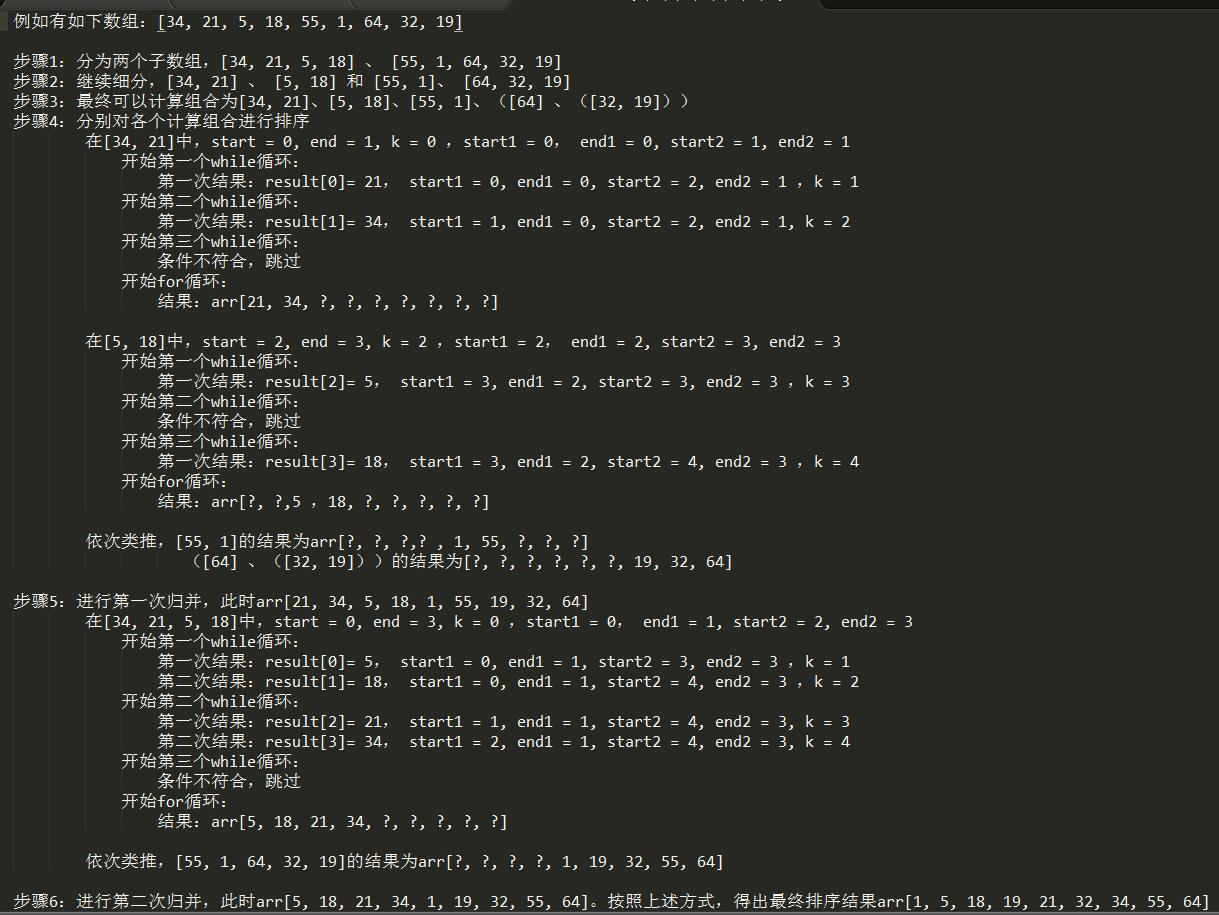 例如有如下数组：[34, 21, 5, 18, 55, 1, 64, 32, 19]
步骤1：分为两个子数组，[34, 21, 5, 18] 、 [55, 1, 64, 32, 19]
步骤2：继续细分，[34, 21] 、 [5, 18] 和 [55, 1]、 [64, 32, 19]
步骤3：最终可以计算组合为[34, 21]、[5, 18]、[55, 1]、（[64] 、（[32, 19]））
步骤4：分别对各个计算组合进行排序
在[34, 21]中，start = 0, end = 1, k = 0 ，start1 = 0， end1 = 0, start2 = 1, end2 = 1
开始第一个while循环：
第一次结果：result[0]= 21， start1 = 0, end1 = 0, start2 = 2, end2 = 1 ，k = 1
开始第二个while循环：
第一次结果：result[1]= 34， start1 = 1, end1 = 0, start2 = 2, end2 = 1, k = 2
开始第三个while循环：
条件不符合，跳过
开始for循环：
结果：arr[21, 34, ?, ?, ?, ?, ?, ?, ?]
在[5, 18]中，start = 2, end = 3, k = 2 ，start1 = 2， end1 = 2, start2 = 3, end2 = 3
开始第一个while循环：
第一次结果：result[2]= 5， start1 = 3, end1 = 2, start2 = 3, end2 = 3 ，k = 3
开始第二个while循环：
条件不符合，跳过
开始第三个while循环：
第一次结果：result[3]= 18， start1 = 3, end1 = 2, start2 = 4, end2 = 3 ，k = 4
开始for循环：
结果：arr[?, ?,5 ，18, ?, ?, ?, ?, ?]
依次类推，[55, 1]的结果为arr[?, ?, ?,? , 1, 55, ?, ?, ?]
（[64] 、（[32, 19]））的结果为[?, ?, ?, ?, ?, ?, 19, 32, 64]
步骤5：进行第一次归并，此时arr[21, 34, 5, 18, 1, 55, 19, 32, 64]
在[34, 21, 5, 18]中，start = 0, end = 3, k = 0 ，start1 = 0， end1 = 1, start2 = 2, end2 = 3
开始第一个while循环：
第一次结果：result[0]= 5， start1 = 0, end1 = 1, start2 = 3, end2 = 3 ，k = 1
第二次结果：result[1]= 18， start1 = 0, end1 = 1, start2 = 4, end2 = 3 ，k = 2
开始第二个while循环：
第一次结果：result[2]= 21， start1 = 1, end1 = 1, start2 = 4, end2 = 3, k = 3
第二次结果：result[3]= 34， start1 = 2, end1 = 1, start2 = 4, end2 = 3, k = 4
开始第三个while循环：
条件不符合，跳过
开始for循环：
结果：arr[5, 18, 21, 34, ?, ?, ?, ?, ?]
依次类推，[55, 1, 64, 32, 19]的结果为arr[?, ?, ?, ?, 1, 19, 32, 55, 64]
步骤6：进行第二次归并，此时arr[5, 18, 21, 34, 1, 19, 32, 55, 64]。按照上述方式，得出最终排序结果arr[1, 5, 18, 19, 21, 32, 34, 55, 64]